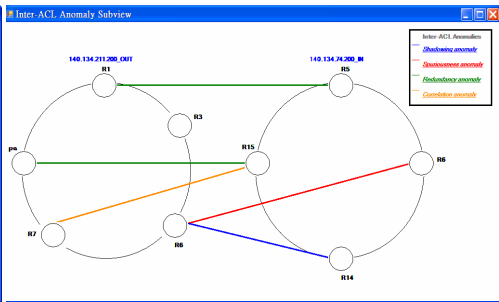 Inter-ACL Anomaly Subview
Inter-ACL Anomalies
Shadowing anomaly
Spuriousness anomaly
Redundancy anomaly
Correlation anomaly
140.134.211.200_OUT
140.134.74.200_IN
R1
R5
R3
pa
R15
R6
R7
R6
R14